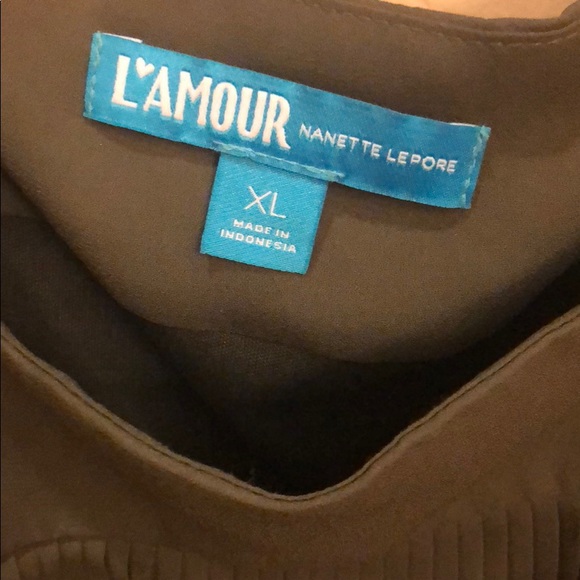 L'AMOUR NANETTE LEPORE
XL
MADE IN
INDONESIA